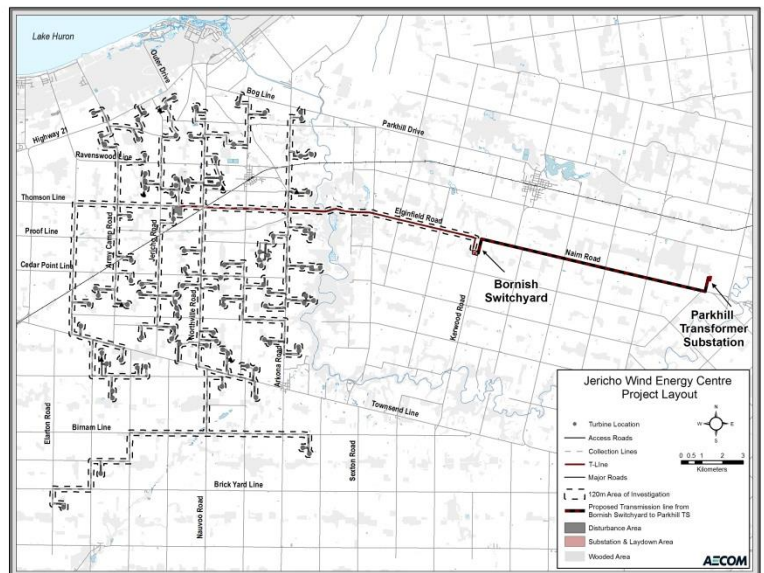 Lake Huron
Outer Drive
Bog Line
Highway 21
Parkhill Drive
Ravenswood Line
Thomson Line
Elginfield Road
Proof Line
Army Camp Road
Jericho Road
Nairn Road
Cedar Point Line
Bornish
Switchyard
Northville Road
Kerwood Road
Parkhill
Transformer
Substation
Arkona Road
Townsend Line
Elarton Road
Birnam Line
Sexton Road
Brick Yard Line
Nauvoo Road
Jericho Wind Energy Centre
Project Layout
Turbine Location
Access Roads
Collection Lines
T-Line
Major Roads
120m Area of Investigation
Proposed Transmission line from
Bornish Switchyard to Parkhill TS
Disturbance Area
Substation & Laydown Area
Wooded Area
N
W E
S
0 0.5 1 2 3
Kilometers
AECOM